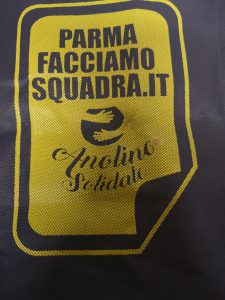 PARMA
FACCIAMO
SQUADRA.IT
Anolino
Solidale